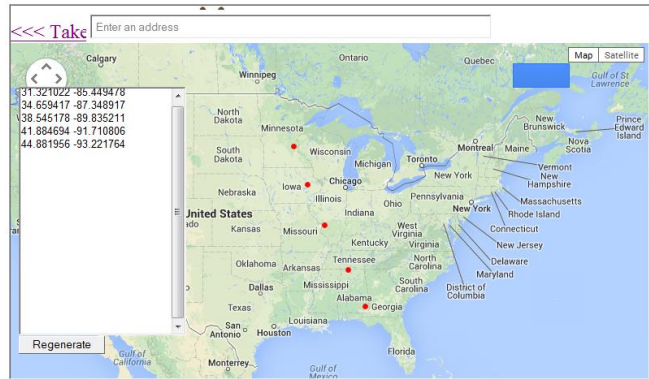 <<< Take
Enter an address
Map Satellite
31.321022 -85.449478
34.659417 -87.348917
38.545178 -89.835211
41.884694 -91.710806
44.881956 -93.221764
Regenerate
Calgary
Ontario
Quebec
Gulf of St
Lawrence
Winnipeg
North
Dakota
Minnesota
New
Brunswick
Prince
Edward
Island
Nova
Scotia
South
Dakota
Wisconsin
Michigan
Toronto
Montreal
Maine
Vermont
New
Hampshire
New York
Nebraska
Iowa
Chicago
Illinois
Indiana
Ohio
Pennsylvania
New York
Massachusetts
Rhode Island
Connecticut
New Jersey
United States
ado
Kansas
Missouri
West
Virginia
Kentucky
Virginia
Delaware
Maryland
District of
Columbia
Oklahoma
Arkansas
Tennessee
North
Carolina
South
Carolina
Dallas
Mississippi
Alabama
Georgia
Texas
Louisiana
San
Antonio
Houston
Florida
Gulf of
California
Monterrey
Gulf of
Mexico